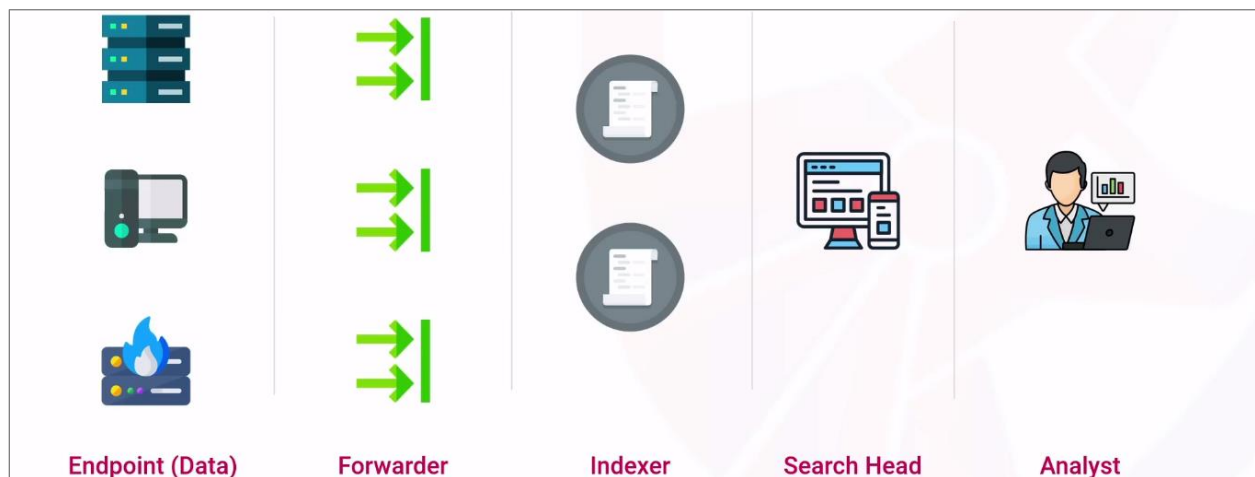 Endpoint (Data)
Forwarder
Indexer
Search Head
Analyst